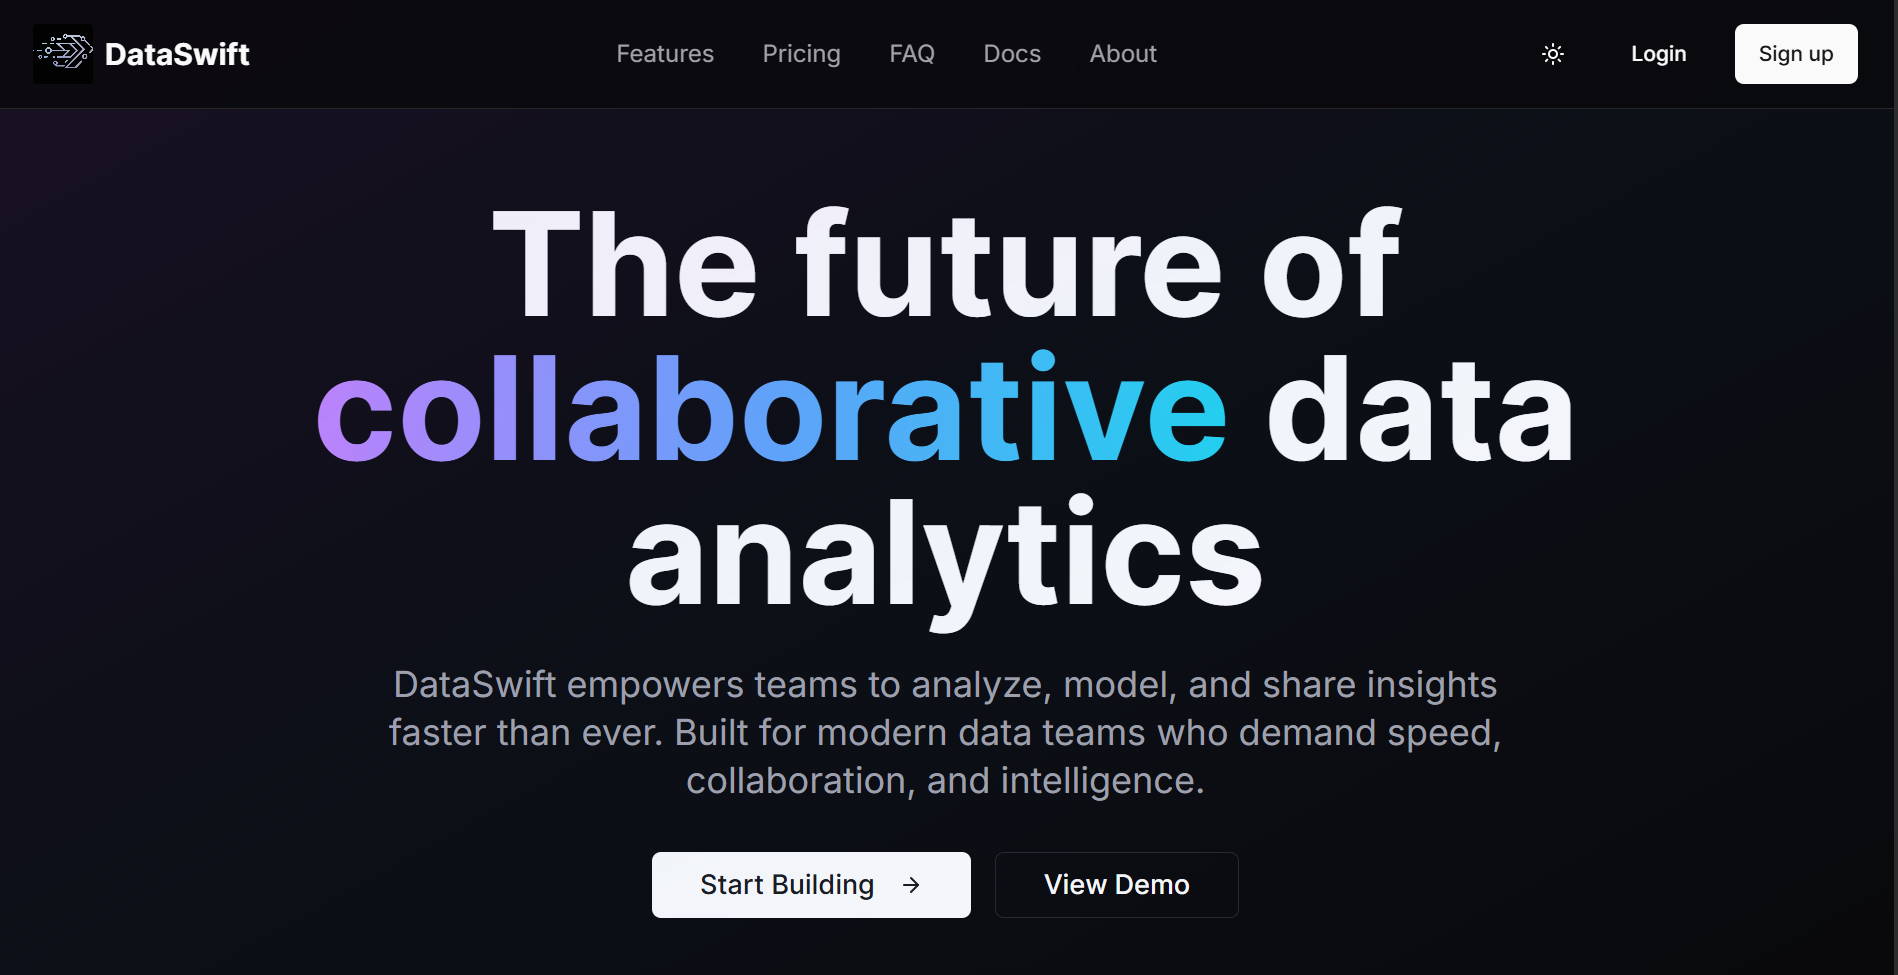 DataSwift
Features
Pricing
FAQ
Docs
About
Login
Sign up
The future of
collaborative data
analytics
DataSwift empowers teams to analyze, model, and share insights
faster than ever. Built for modern data teams who demand speed,
collaboration, and intelligence.
Start Building →
View Demo